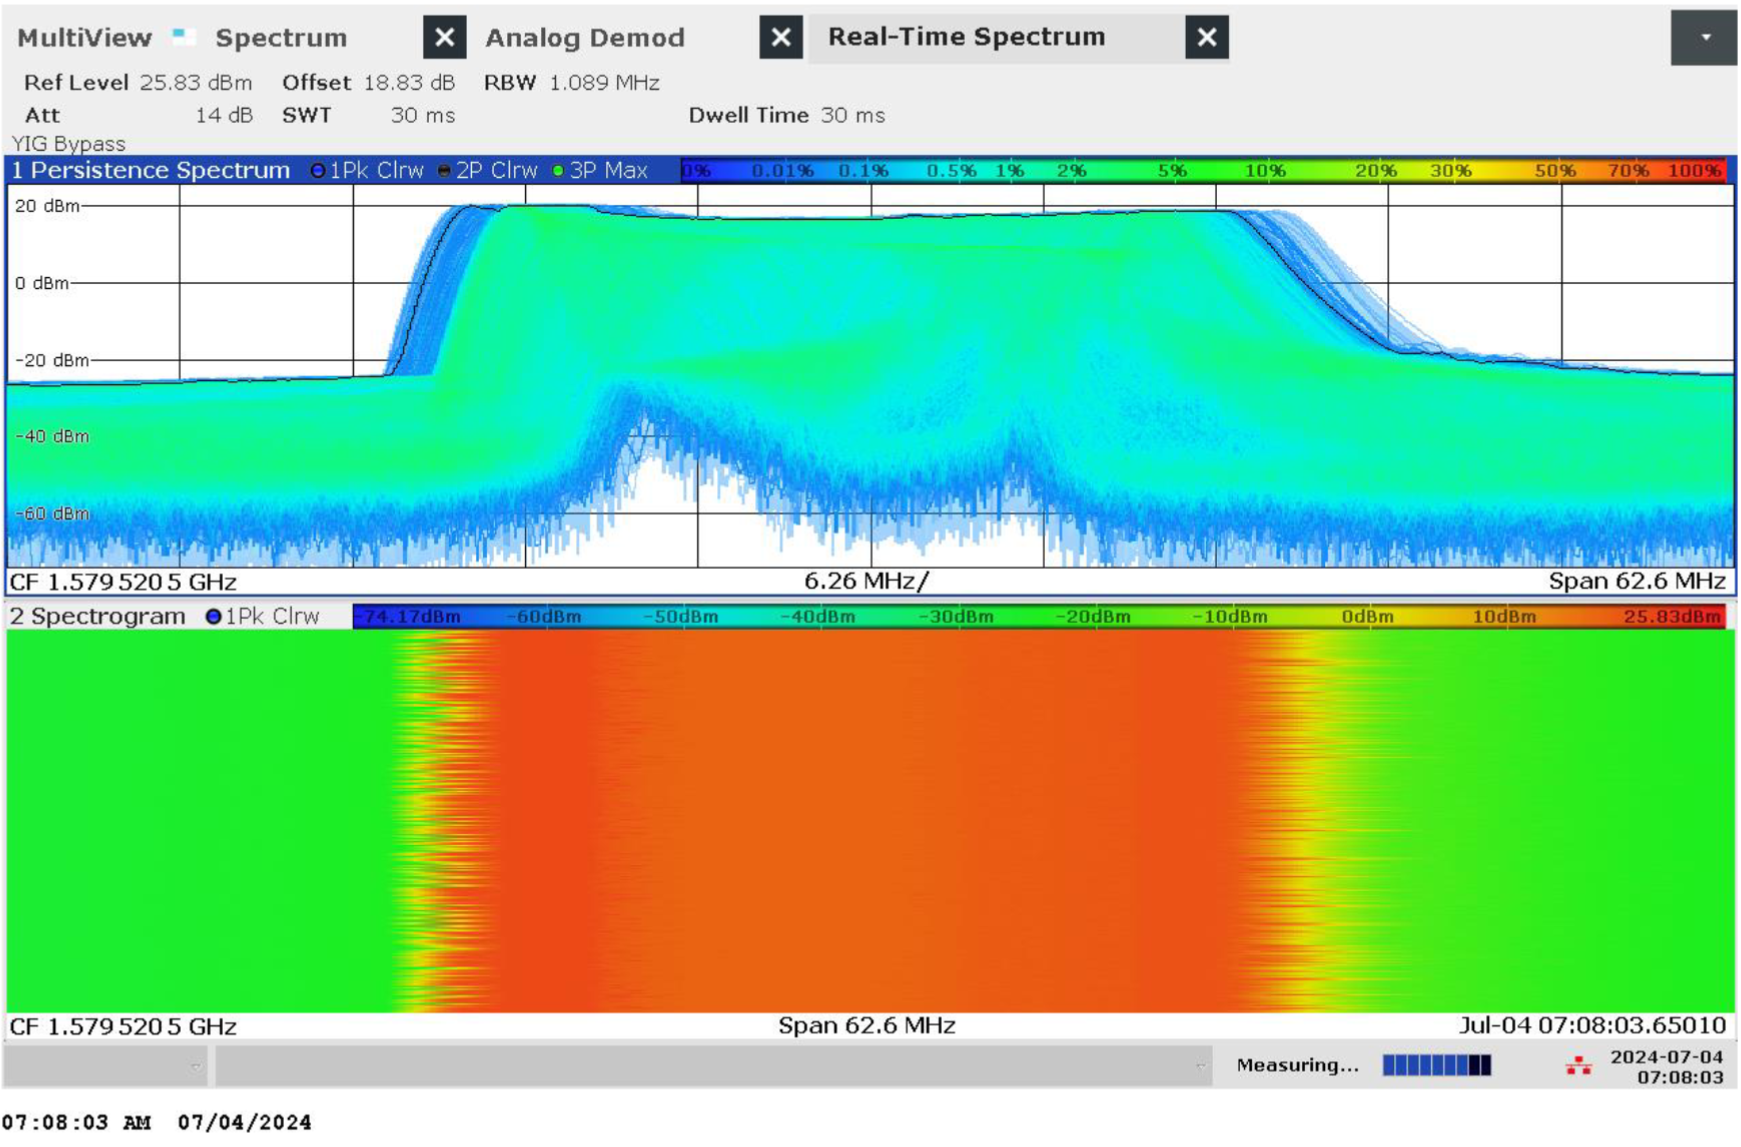 MultiView Spectrum Analog Demod Real-Time Spectrum
Ref Level 25.83 dBm Offset 18.83 dB RBW 1.089 MHz
Att 14 dB SWT 30 ms Dwell Time 30 ms
YIG Bypass
1 Persistence Spectrum 1Pk Clrw 2P Clrw 3P Max 0% 0.01% 0.1% 0.5% 1% 2% 5% 10% 20% 30% 50% 70% 100%
20 dBm
0 dBm
-20 dBm
-40 dBm
-60 dBm
CF 1.579 520 5 GHz 6.26 MHz/ Span 62.6 MHz
2 Spectrogram 1Pk Clrw -74.17dBm -60dBm -50dBm -40dBm -30dBm -20dBm -10dBm 0dBm 10dBm 25.83dBm
CF 1.579 520 5 GHz Span 62.6 MHz Jul-04 07:08:03.65010
Measuring... 2024-07-04
07:08:03
07:08:03 AM 07/04/2024